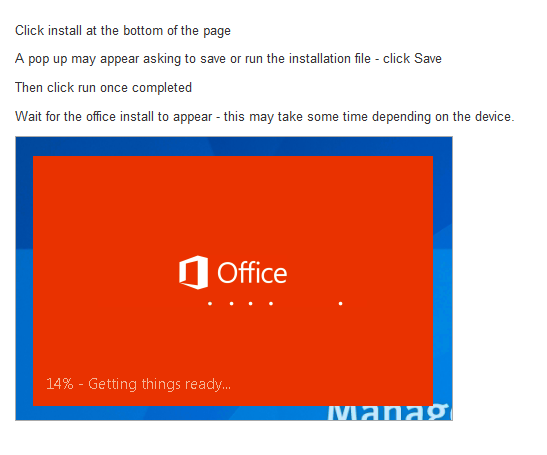 Click install at the bottom of the page
A pop up may appear asking to save or run the installation file - click Save
Then click run once completed
Wait for the office install to appear - this may take some time depending on the device.
Office
14% - Getting things ready...